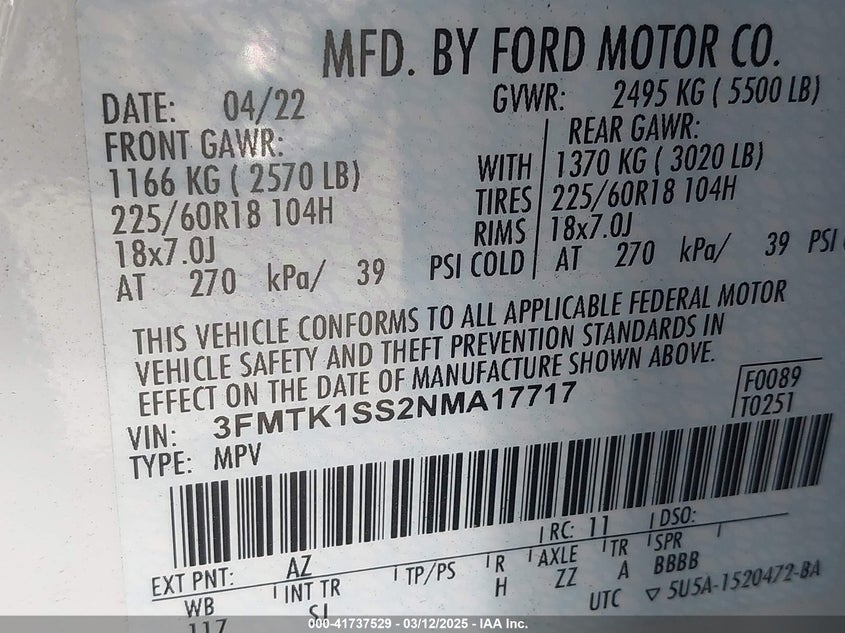 MFD. BY FORD MOTOR CO.
DATE: 04/22 GVWR: 2495 KG ( 5500 LB)
FRONT GAWR: REAR GAWR:
1166 KG ( 2570 LB) WITH 1370 KG ( 3020 LB)
225/60R18 104H TIRES 225/60R18 104H
18x7.0J RIMS 18x7.0J
AT 270 kPa/ 39 PSI COLD AT 270 kPa/ 39 PSI
THIS VEHICLE CONFORMS TO ALL APPLICABLE FEDERAL MOTOR
VEHICLE SAFETY AND THEFT PREVENTION STANDARDS IN
EFFECT ON THE DATE OF MANUFACTURE SHOWN ABOVE.
VIN: 3FMTK1SS2NMA17717 F0089
TYPE: MPV T0251
EXT PNT: AZ RC: 11 DSO:
WB INT TR TP/PS R AXLE TR SPR
117 SJ H ZZ A BBBB
UTC ▽ 5U5A-1520472-BA
000-41737529 - 03/12/2025 - IAA Inc.